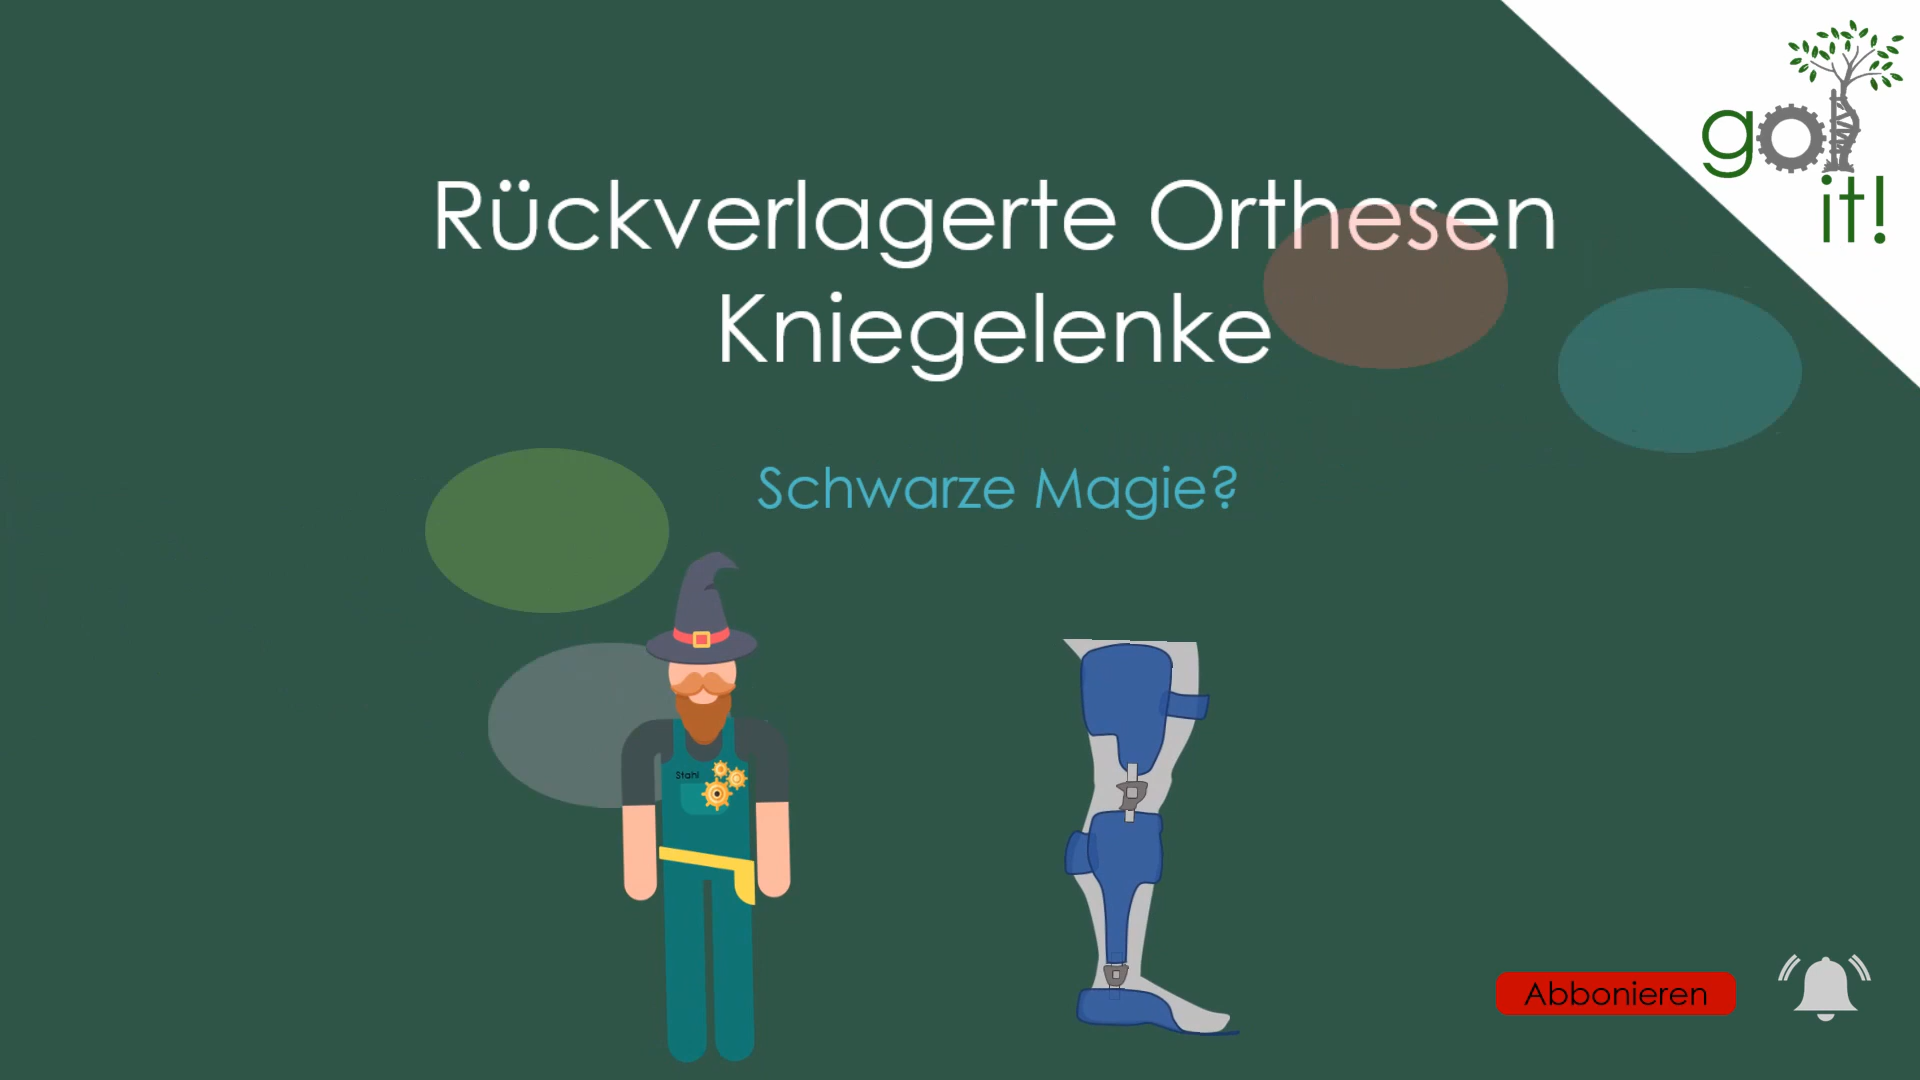 go
it!
Rückverlagerte Orthesen
Kniegelenke
Schwarze Magie?
Stahl
Abbonieren